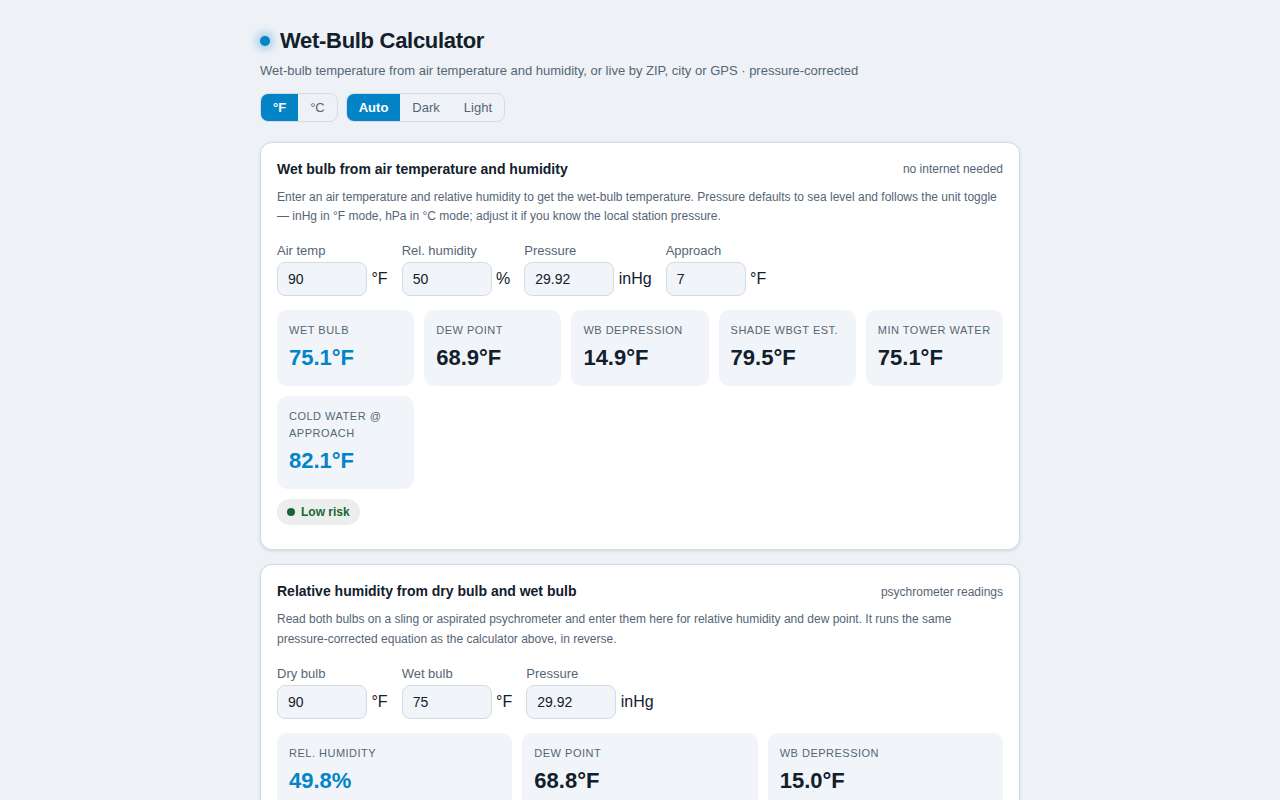 Wet-Bulb Calculator
Wet-bulb temperature from air temperature and humidity, or live by ZIP, city or GPS · pressure-corrected
°F °C Auto Dark Light
Wet bulb from air temperature and humidity no internet needed
Enter an air temperature and relative humidity to get the wet-bulb temperature. Pressure defaults to sea level and follows the unit toggle
— inHg in °F mode, hPa in °C mode; adjust it if you know the local station pressure.
Air temp Rel. humidity Pressure Approach
90 °F 50 % 29.92 inHg 7 °F
WET BULB DEW POINT WB DEPRESSION SHADE WBGT EST. MIN TOWER WATER
75.1°F 68.9°F 14.9°F 79.5°F 75.1°F
COLD WATER @
APPROACH
82.1°F
Low risk
Relative humidity from dry bulb and wet bulb psychrometer readings
Read both bulbs on a sling or aspirated psychrometer and enter them here for relative humidity and dew point. It runs the same
pressure-corrected equation as the calculator above, in reverse.
Dry bulb Wet bulb Pressure
90 °F 75 °F 29.92 inHg
REL. HUMIDITY DEW POINT WB DEPRESSION
49.8% 68.8°F 15.0°F